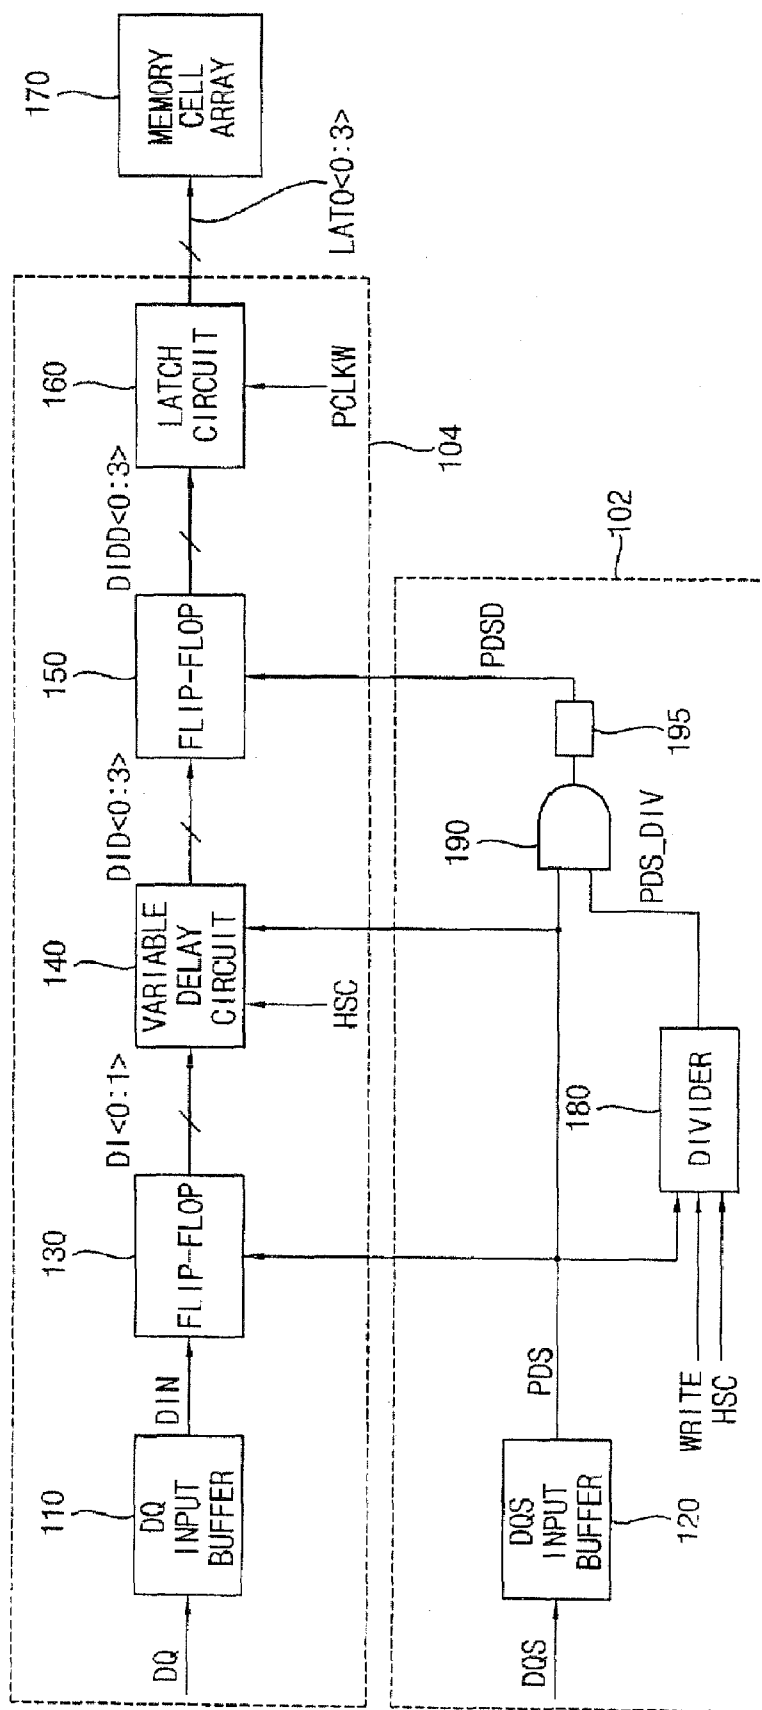 110
DQ
INPUT
BUFFER
DQ
DIN
130
FLIP-FLOP
DI<0:1>
140
VARIABLE
DELAY
CIRCUIT
HSC
DID<0:3>
150
FLIP-FLOP
DIDD<0:3>
160
LATCH
CIRCUIT
PCLKW
104
LATO<0:3>
170
MEMORY
CELL
ARRAY
DQS
DQS
INPUT
BUFFER
120
PDS
WRITE
HSC
180
DIVIDER
PDS_DIV
190
195
PDSD
102